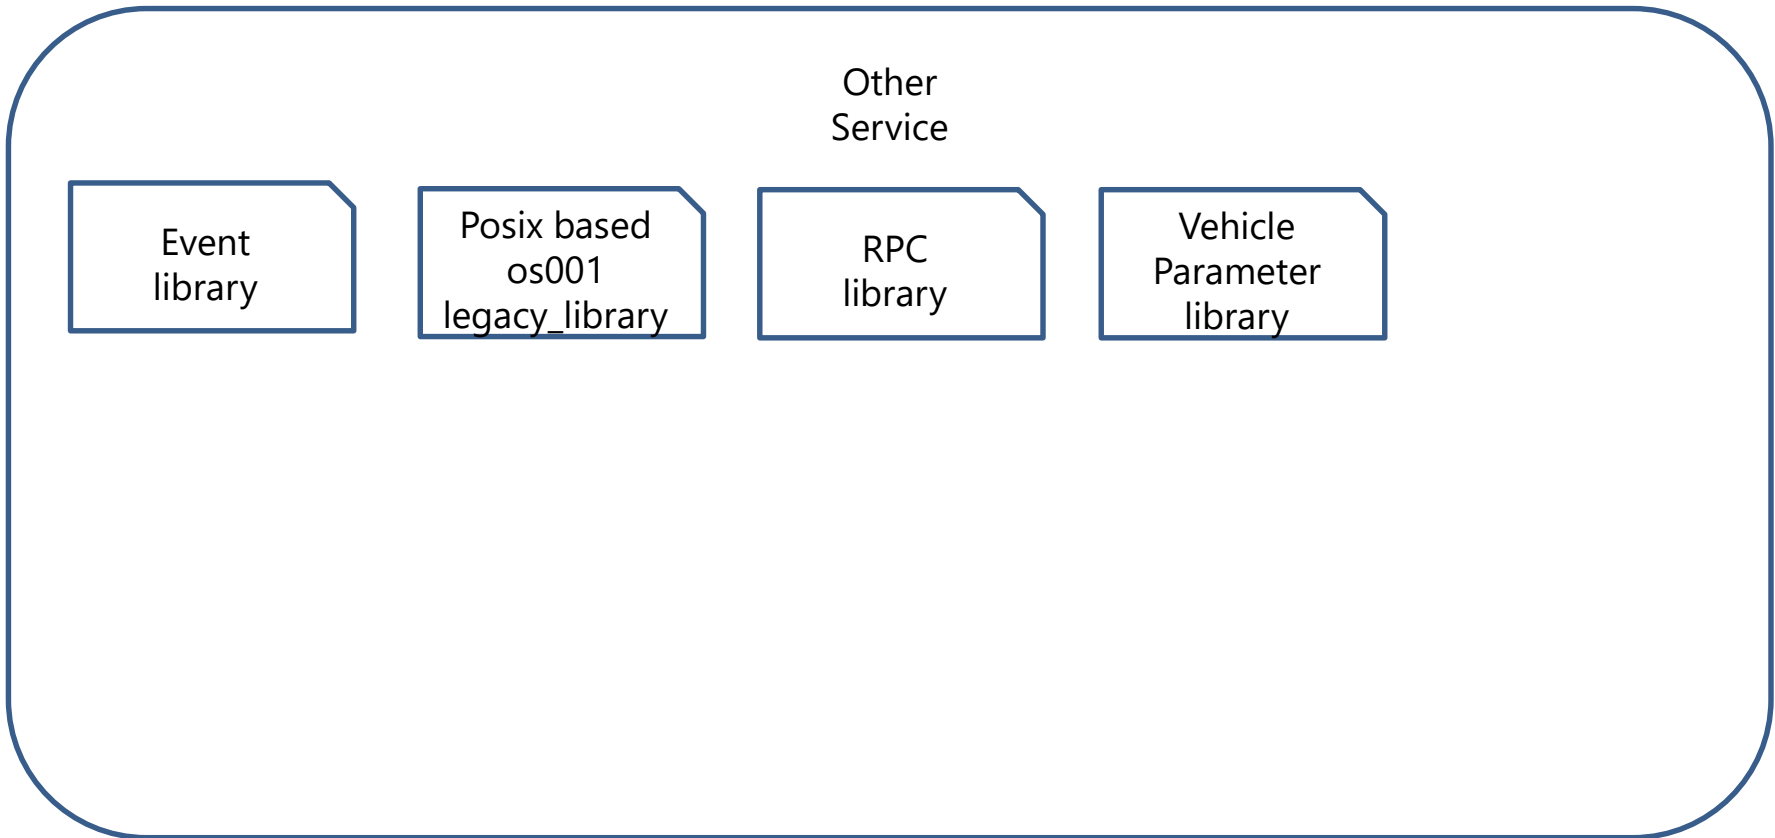 Other
Service
Event
library
Posix based
os001
legacy_library
RPC
library
Vehicle
Parameter
library